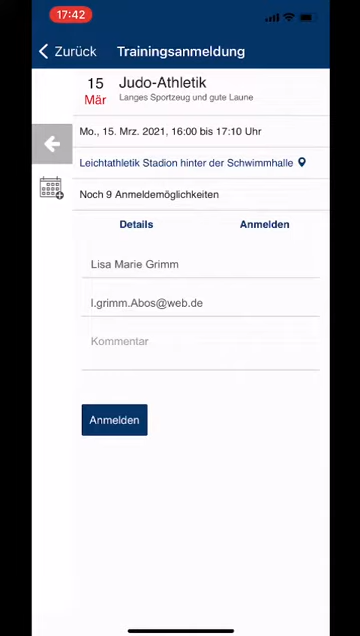 17:42
Zurück
Trainingsanmeldung
15
Mär
Judo-Athletik
Langes Sportzeug und gute Laune
Mo., 15. Mrz. 2021, 16:00 bis 17:10 Uhr
Leichtathletik Stadion hinter der Schwimmhalle
Noch 9 Anmeldemöglichkeiten
Details
Anmelden
Lisa Marie Grimm
l.grimm.Abos@web.de
Kommentar
Anmelden